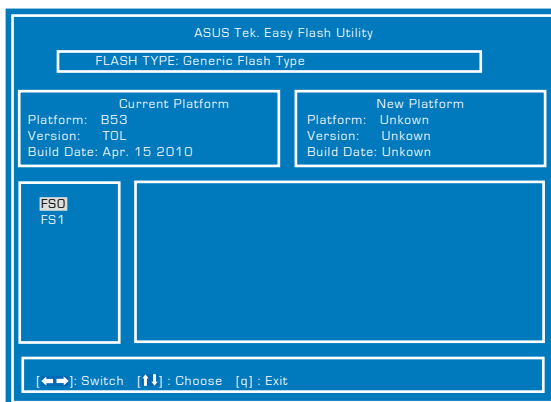 ASUS Tek. Easy Flash Utility
FLASH TYPE: Generic Flash Type
Current Platform
Platform: B53
Version: TOL
Build Date: Apr. 15 2010
New Platform
Platform: Unkown
Version: Unkown
Build Date: Unkown
FS0
FS1
[←→]: Switch [↑↓] : Choose [q] : Exit